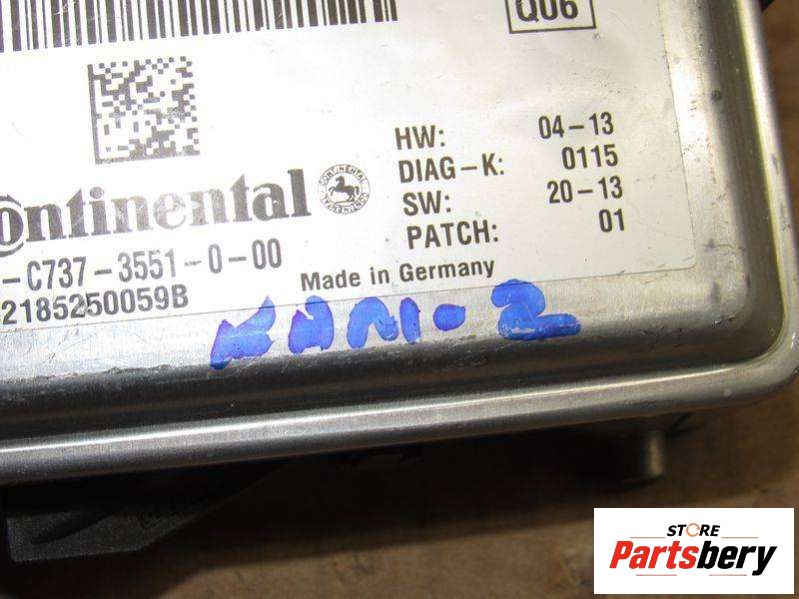 Q06
HW: 04-13
DIAG-K: 0115
SW: 20-13
PATCH: 01
ontinental
CONTINENTAL
-C737-3551-0-00
Made in Germany
2185250059B
STORE
Partsbery